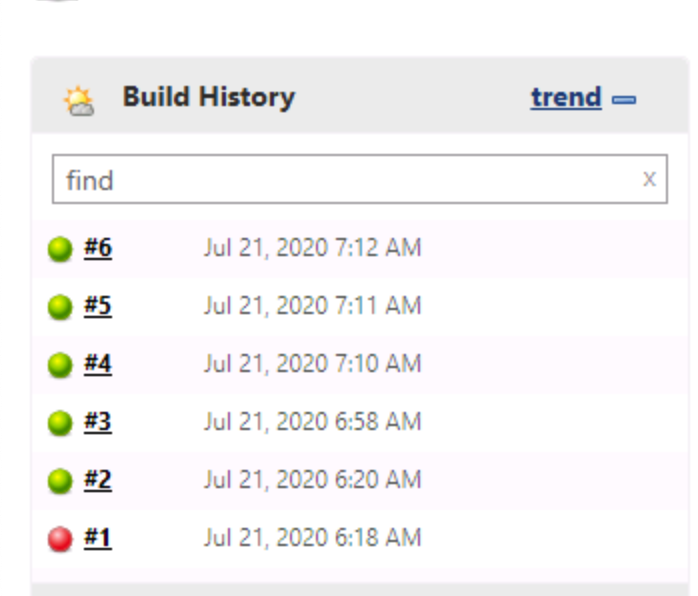 Build History trend
find x
#6 Jul 21, 2020 7:12 AM
#5 Jul 21, 2020 7:11 AM
#4 Jul 21, 2020 7:10 AM
#3 Jul 21, 2020 6:58 AM
#2 Jul 21, 2020 6:20 AM
#1 Jul 21, 2020 6:18 AM